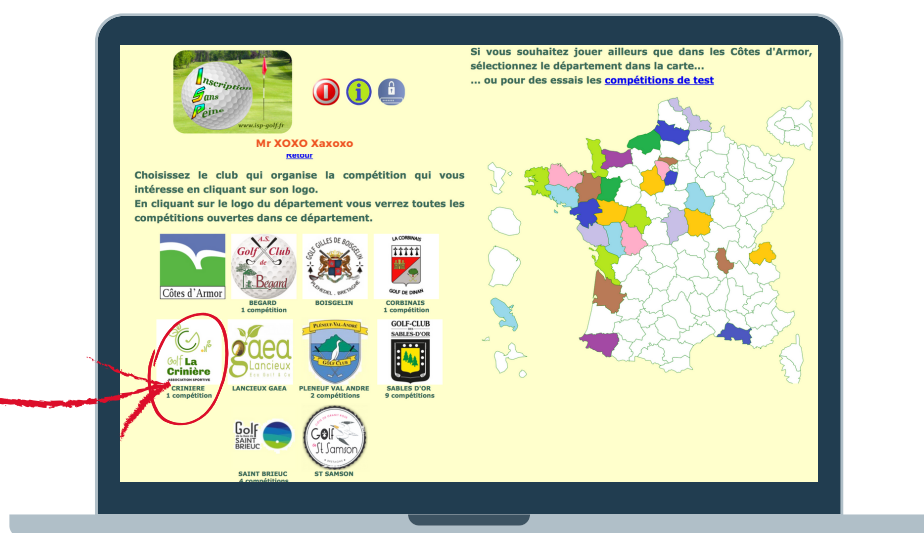 Inscription
Sans
Peine
www.isp-golf.fr
Mr XOXO Xaxoxo
Retour
Choisissez le club qui organise la compétition qui vous
intéresse en cliquant sur son logo.
En cliquant sur le logo du département vous verrez toutes les
compétitions ouvertes dans ce département.
Si vous souhaitez jouer ailleurs que dans les Côtes d'Armor,
sélectionnez le département dans la carte...
... ou pour des essais les compétitions de test
Côtes d'Armor
A.S.
Golf Club
de
Begard
BEGARD
1 compétition
GOLF GILLES DE BOISGELIN
PLEHEDEL - BRETAGNE
BOISGELIN
LA CORBINAIS
GOLF DE DINAN
CORBINAIS
1 compétition
Golf La
Crinière
ASSOCIATION SPORTIVE
CRINIERE
1 compétition
gaea
Lancieux
LANCIEUX GAEA
PLENEUF-VAL-ANDRE
GOLF CLUB
PLENEUF VAL ANDRE
2 compétitions
GOLF-CLUB
SABLES-D'OR
SABLES D'OR
9 compétitions
Golf
SAINT
BRIEUC
SAINT BRIEUC
4 compétitions
Golf
St Samson
ST SAMSON